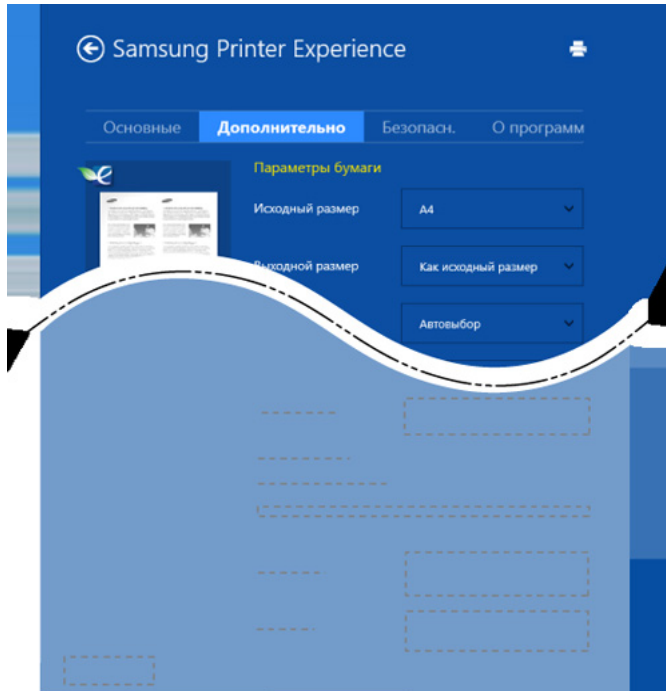 Samsung Printer Experience
Основные Дополнительно Безопасн. О программ
Параметры бумаги
Исходный размер A4
Выходной размер Как исходный размер
Автовыбор